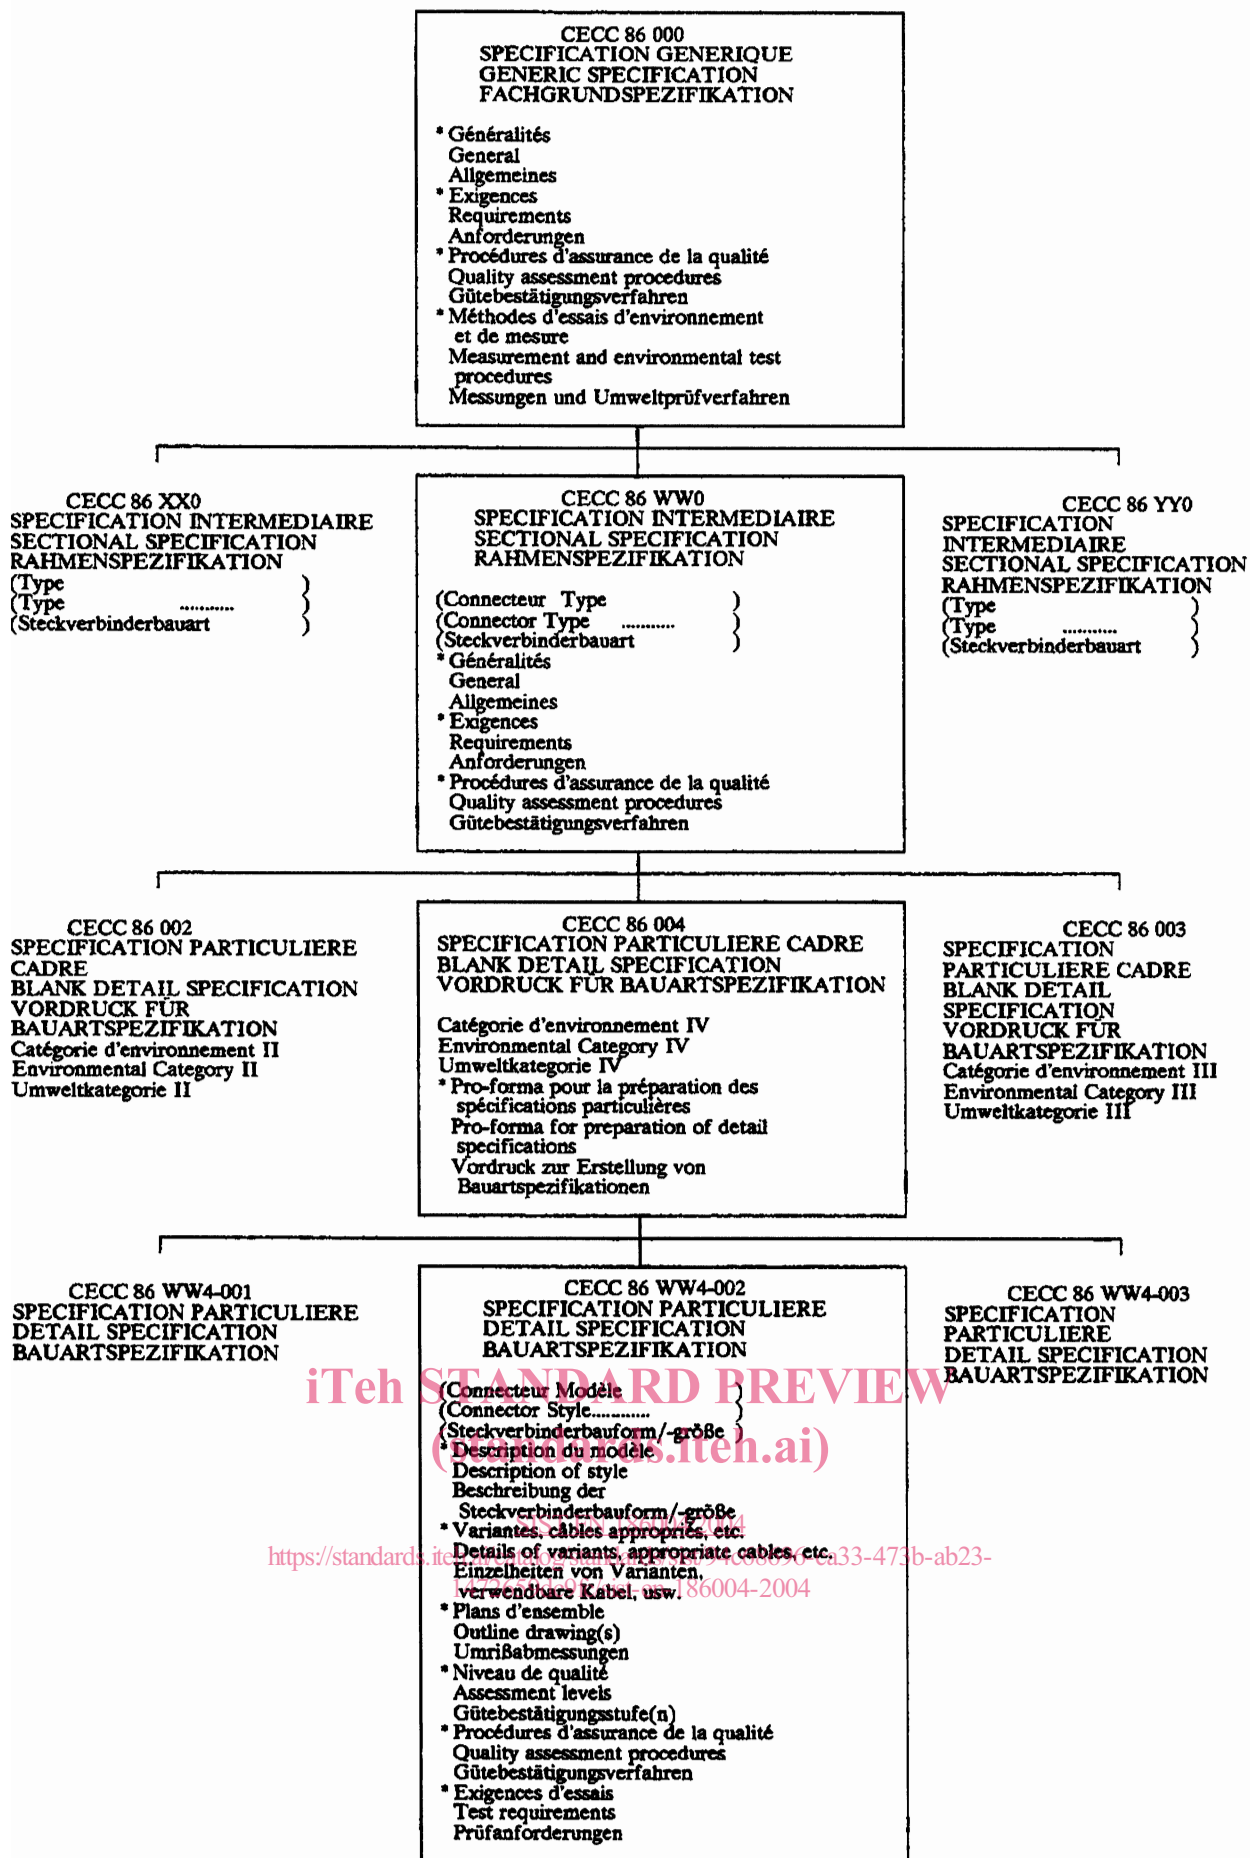 CECC 86 000
SPECIFICATION GENERIQUE
GENERIC SPECIFICATION
FACHGRUNDSPEZIFIKATION
* Généralités
General
Allgemeines
* Exigences
Requirements
Anforderungen
* Procédures d'assurance de la qualité
Quality assessment procedures
Gütebestätigungsverfahren
* Méthodes d'essais d'environnement
et de mesure
Measurement and environmental test
procedures
Messungen und Umweltprüfverfahren
CECC 86 XX0
SPECIFICATION INTERMEDIAIRE
SECTIONAL SPECIFICATION
RAHMENSPEZIFIKATION
(Type )
(Type ............ )
(Steckverbinderbauart )
CECC 86 WW0
SPECIFICATION INTERMEDIAIRE
SECTIONAL SPECIFICATION
RAHMENSPEZIFIKATION
(Connecteur Type )
(Connector Type ............ )
(Steckverbinderbauart )
* Généralités
General
Allgemeines
* Exigences
Requirements
Anforderungen
* Procédures d'assurance de la qualité
Quality assessment procedures
Gütebestätigungsverfahren
CECC 86 YY0
SPECIFICATION
INTERMEDIAIRE
SECTIONAL SPECIFICATION
RAHMENSPEZIFIKATION
(Type )
(Type ............ )
(Steckverbinderbauart )
CECC 86 002
SPECIFICATION PARTICULIERE
CADRE
BLANK DETAIL SPECIFICATION
VORDRUCK FÜR
BAUARTSPEZIFIKATION
Catégorie d'environnement II
Environmental Category II
Umweltkategorie II
CECC 86 004
SPECIFICATION PARTICULIERE CADRE
BLANK DETAIL SPECIFICATION
VORDRUCK FÜR BAUARTSPEZIFIKATION
Catégorie d'environnement IV
Environmental Category IV
Umweltkategorie IV
* Pro-forma pour la préparation des
spécifications particulières
Pro-forma for preparation of detail
specifications
Vordruck zur Erstellung von
Bauartspezifikationen
CECC 86 003
SPECIFICATION
PARTICULIERE CADRE
BLANK DETAIL
SPECIFICATION
VORDRUCK FÜR
BAUARTSPEZIFIKATION
Catégorie d'environnement III
Environmental Category III
Umweltkategorie III
CECC 86 WW4-001
SPECIFICATION PARTICULIERE
DETAIL SPECIFICATION
BAUARTSPEZIFIKATION
CECC 86 WW4-002
SPECIFICATION PARTICULIERE
DETAIL SPECIFICATION
BAUARTSPEZIFIKATION
(Connecteur Modèle )
(Connector Style............ )
(Steckverbinderbauform/-größe )
* Description du modèle
Description of style
Beschreibung der
Steckverbinderbauform/-größe
* Variantes, câbles appropriés, etc.
Details of variants, appropriate cables, etc.
Einzelheiten von Varianten,
verwendbare Kabel, usw.
* Plans d'ensemble
Outline drawing(s)
Umrißabmessungen
* Niveau de qualité
Assessment levels
Gütebestätigungsstufe(n)
* Procédures d'assurance de la qualité
Quality assessment procedures
Gütebestätigungsverfahren
* Exigences d'essais
Test requirements
Prüfanforderungen
CECC 86 WW4-003
SPECIFICATION
PARTICULIERE
DETAIL SPECIFICATION
BAUARTSPEZIFIKATION
iTeh STANDARD PREVIEW
(standards.iteh.ai)
SIST EN 186004:2004